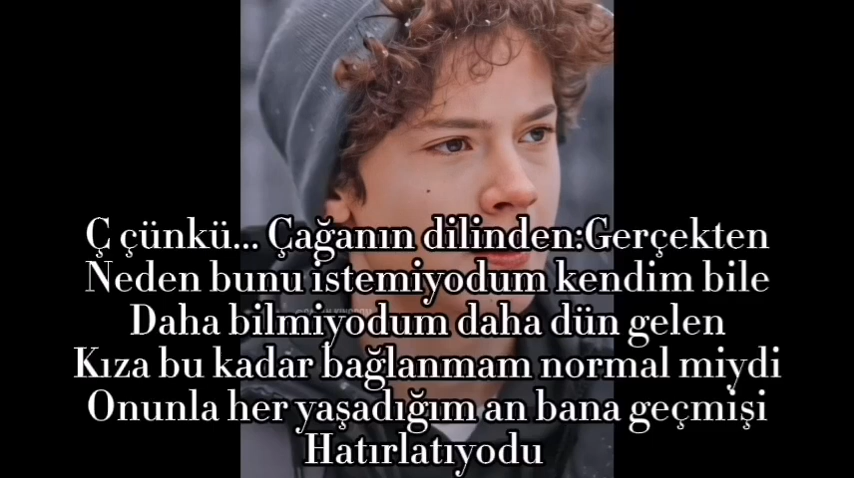 Ç çünkü... Çağanın dilinden:Gerçekten
Neden bunu istemiyodum kendim bile
Daha bilmiyodum daha dün gelen
Kıza bu kadar bağlanmam normal miydi
Onunla her yaşadığım an bana geçmişi
Hatırlatıyodu